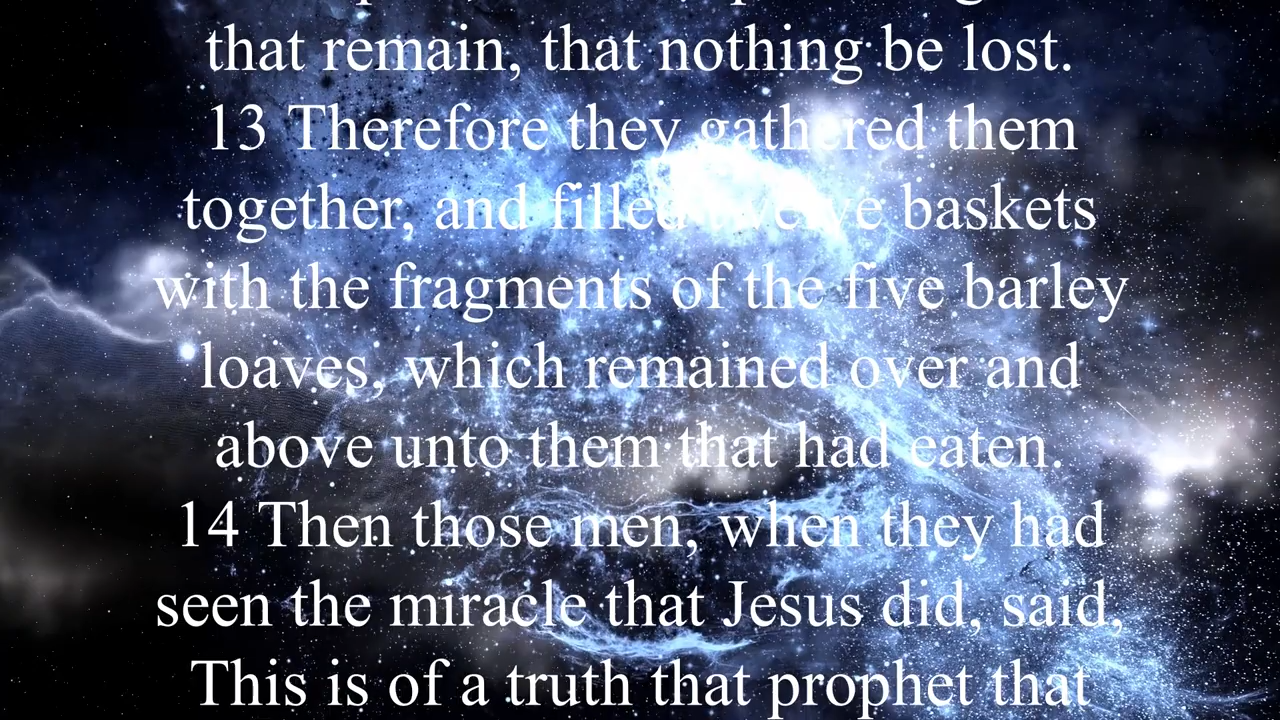 that remain, that nothing be lost.
13 Therefore they gathered them
together, and filled twelve baskets
with the fragments of the five barley
loaves, which remained over and
above unto them that had eaten.
14 Then those men, when they had
seen the miracle that Jesus did, said,
This is of a truth that prophet that